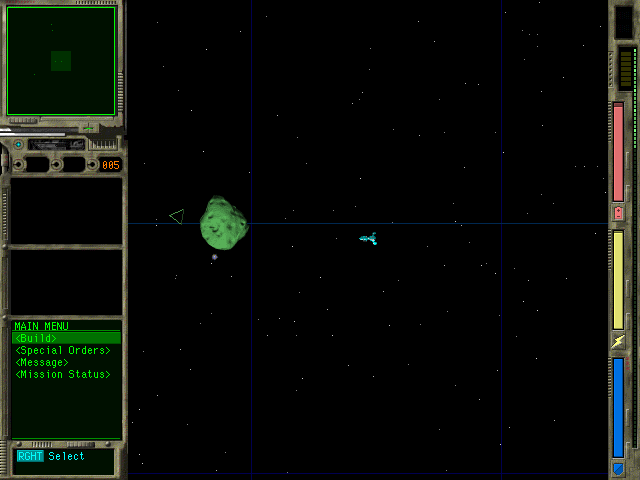 005
MAIN MENU
<Build>
<Special Orders>
<Message>
<Mission Status>
RGHT Select